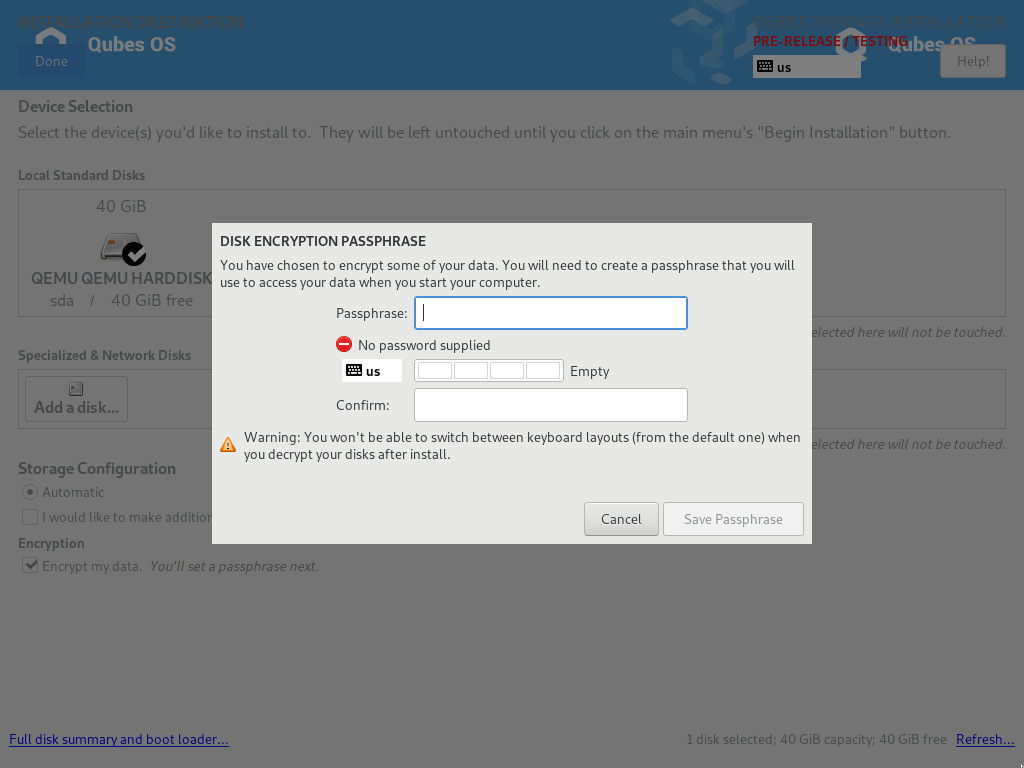 INSTALLATION DESTINATION
Qubes OS
Done
PRE-RELEASE / TESTING
Qubes OS
us
Help!
Device Selection
Select the device(s) you'd like to install to.  They will be left untouched until you click on the main menu's "Begin Installation" button.
Local Standard Disks
40 GiB
QEMU QEMU HARDDISK
sda / 40 GiB free
elected here will not be touched.
Specialized & Network Disks
Add a disk...
elected here will not be touched.
Storage Configuration
Automatic
I would like to make addition
Encryption
Encrypt my data. You'll set a passphrase next.
DISK ENCRYPTION PASSPHRASE
You have chosen to encrypt some of your data. You will need to create a passphrase that you will
use to access your data when you start your computer.
Passphrase:
No password supplied
us
Empty
Confirm:
Warning: You won't be able to switch between keyboard layouts (from the default one) when
you decrypt your disks after install.
Cancel
Save Passphrase
Full disk summary and boot loader...
1 disk selected; 40 GiB capacity; 40 GiB free
Refresh...